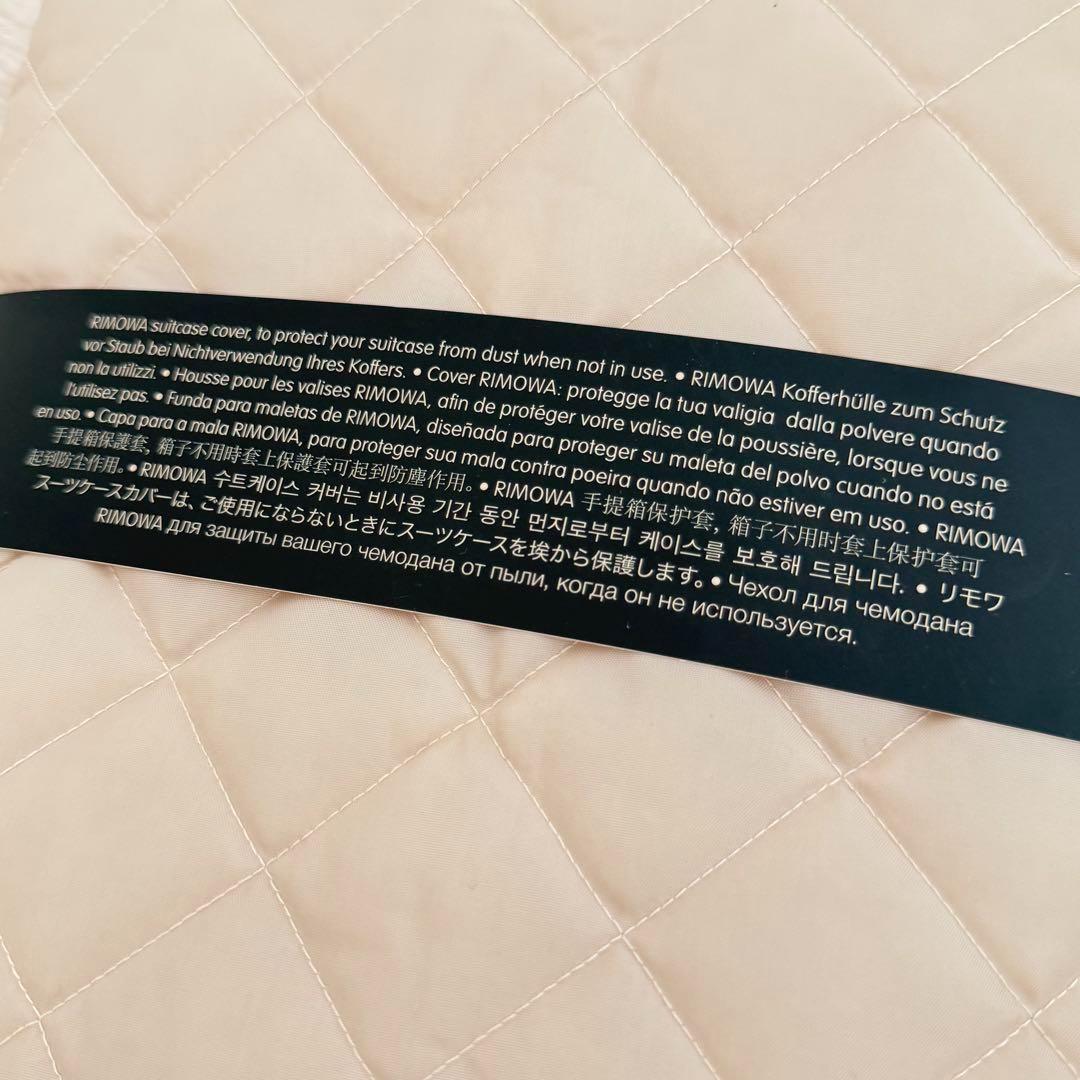 RIMOWA suitcase cover, to protect your suitcase from dust when not in use. • RIMOWA Kofferhülle zum Schutz
vor Staub bei Nichtverwendung Ihres Koffers. • Cover RIMOWA: protegge la tua valigia dalla polvere quando
non la utilizzi. • Housse pour les valises RIMOWA, afin de protéger votre valise de la poussière, lorsque vous ne
l'utilisez pas. • Funda para maletas de RIMOWA, diseñada para proteger su maleta del polvo cuando no está
en uso. • Capa para a mala RIMOWA, para proteger sua mala contra poeira quando não estiver em uso. • RIMOWA
手提箱保護套, 箱子不用時套上保護套可起到防塵作用。• RIMOWA 手提箱保护套, 箱子不用时套上保护套可
起到防尘作用。• RIMOWA 수트케이스 커버는 비사용 기간 동안 먼지로부터 케이스를 보호해 드립니다. • リモワ
スーツケースカバーは、ご使用にならないときにスーツケースを埃から保護します。• Чехол для чемодана
RIMOWA для защиты вашего чемодана от пыли, когда он не используется.